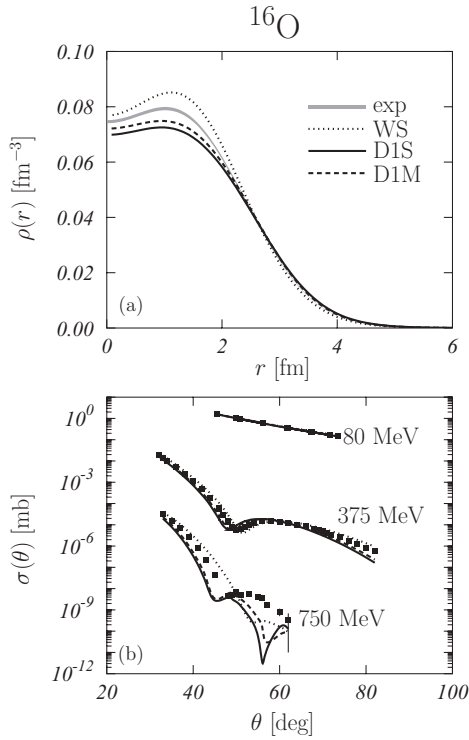 ¹⁶O
0.10
0.08
0.06
0.04
0.02
0.00
ρ(r) [fm⁻³]
exp
WS
D1S
D1M
(a)
0 2 4 6
r [fm]
10⁰
10⁻³
10⁻⁶
10⁻⁹
10⁻¹²
σ(θ) [mb]
80 MeV
375 MeV
750 MeV
(b)
20 40 60 80 100
θ [deg]